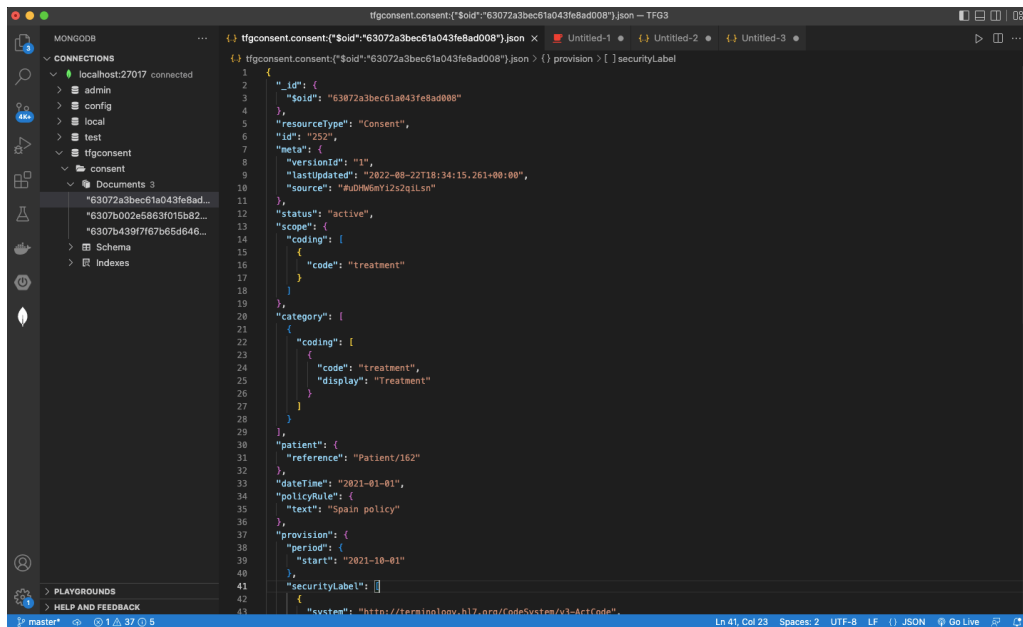 tfgconsent.consent:{"$oid":"63072a3bec61a043fe8ad008"}.json — TFG3
MONGODB
CONNECTIONS
localhost:27017 connected
admin
config
local
test
tfgconsent
consent
Documents 3
"63072a3bec61a043fe8ad...
"6307b002e5863f015b82...
"6307b439f7f67b65d646...
Schema
Indexes
PLAYGROUNDS
HELP AND FEEDBACK
3
4K+
1
{..} tfgconsent.consent:{"$oid":"63072a3bec61a043fe8ad008"}.json × Untitled-1 {..} Untitled-2 {..} Untitled-3
{..} tfgconsent.consent:{"$oid":"63072a3bec61a043fe8ad008"}.json > {} provision > [ ] securityLabel
1 {
2 "_id": {
3 "$oid": "63072a3bec61a043fe8ad008"
4 },
5 "resourceType": "Consent",
6 "id": "252",
7 "meta": {
8 "versionId": "1",
9 "lastUpdated": "2022-08-22T18:34:15.261+00:00",
10 "source": "#uDHW6mYi2s2qiLsn"
11 },
12 "status": "active",
13 "scope": {
14 "coding": [
15 {
16 "code": "treatment"
17 }
18 ]
19 },
20 "category": [
21 {
22 "coding": [
23 {
24 "code": "treatment",
25 "display": "Treatment"
26 }
27 ]
28 }
29 ],
30 "patient": {
31 "reference": "Patient/162"
32 },
33 "dateTime": "2021-01-01",
34 "policyRule": {
35 "text": "Spain policy"
36 },
37 "provision": {
38 "period": {
39 "start": "2021-10-01"
40 },
41 "securityLabel": [
42 {
43 "system": "http://terminology.hl7.org/CodeSystem/v3-ActCode",
master* 1 37 5 Ln 41, Col 23 Spaces: 2 UTF-8 LF {} JSON Go Live